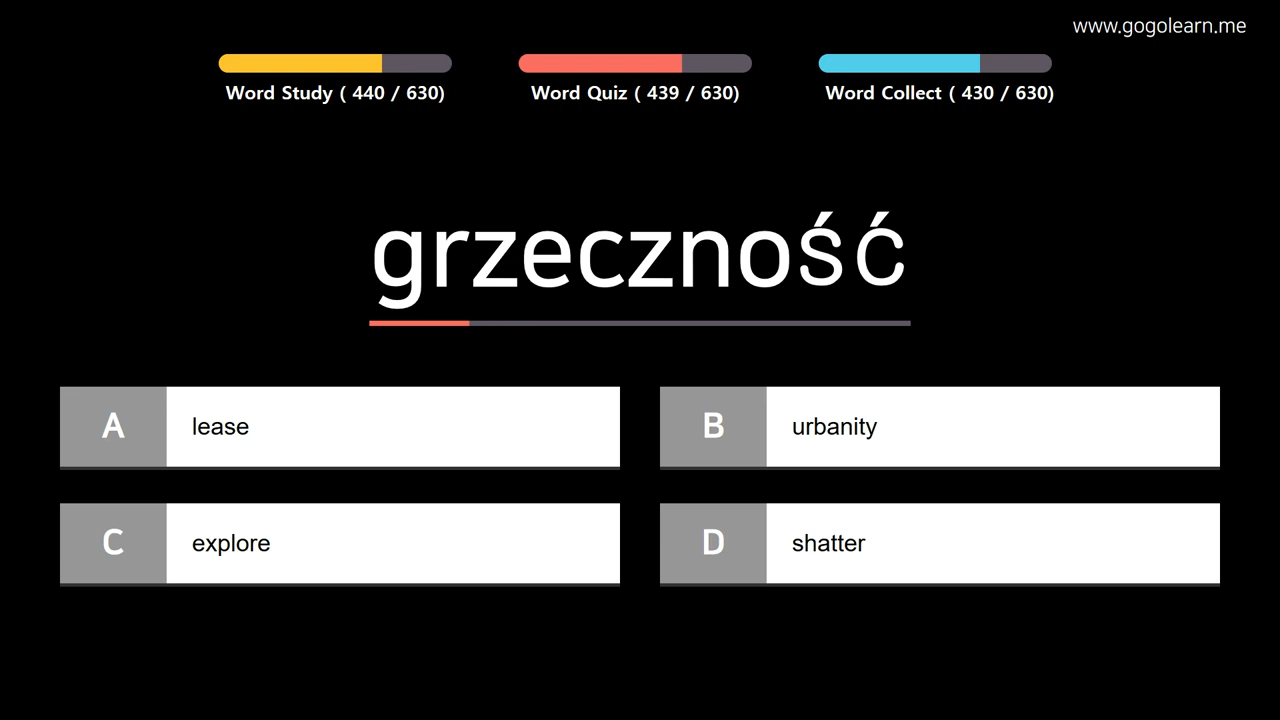 www.gogolearn.me
Word Study ( 440 / 630)
Word Quiz ( 439 / 630)
Word Collect ( 430 / 630)
grzeczność
A lease
B urbanity
C explore
D shatter